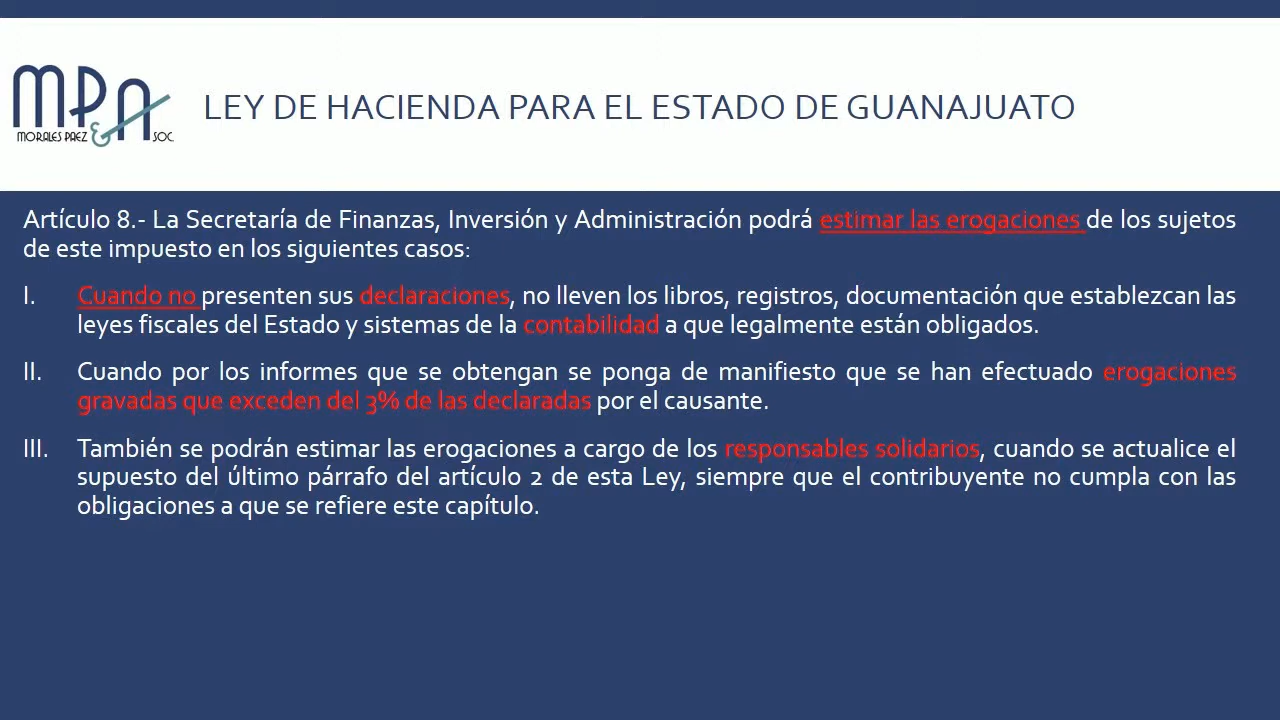 MPA
MORALES PAEZ & SOC.
LEY DE HACIENDA PARA EL ESTADO DE GUANAJUATO
Artículo 8.- La Secretaría de Finanzas, Inversión y Administración podrá estimar las erogaciones de los sujetos
de este impuesto en los siguientes casos:
I. Cuando no presenten sus declaraciones, no lleven los libros, registros, documentación que establezcan las
leyes fiscales del Estado y sistemas de la contabilidad a que legalmente están obligados.
II. Cuando por los informes que se obtengan se ponga de manifiesto que se han efectuado erogaciones
gravadas que exceden del 3% de las declaradas por el causante.
III. También se podrán estimar las erogaciones a cargo de los responsables solidarios, cuando se actualice el
supuesto del último párrafo del artículo 2 de esta Ley, siempre que el contribuyente no cumpla con las
obligaciones a que se refiere este capítulo.